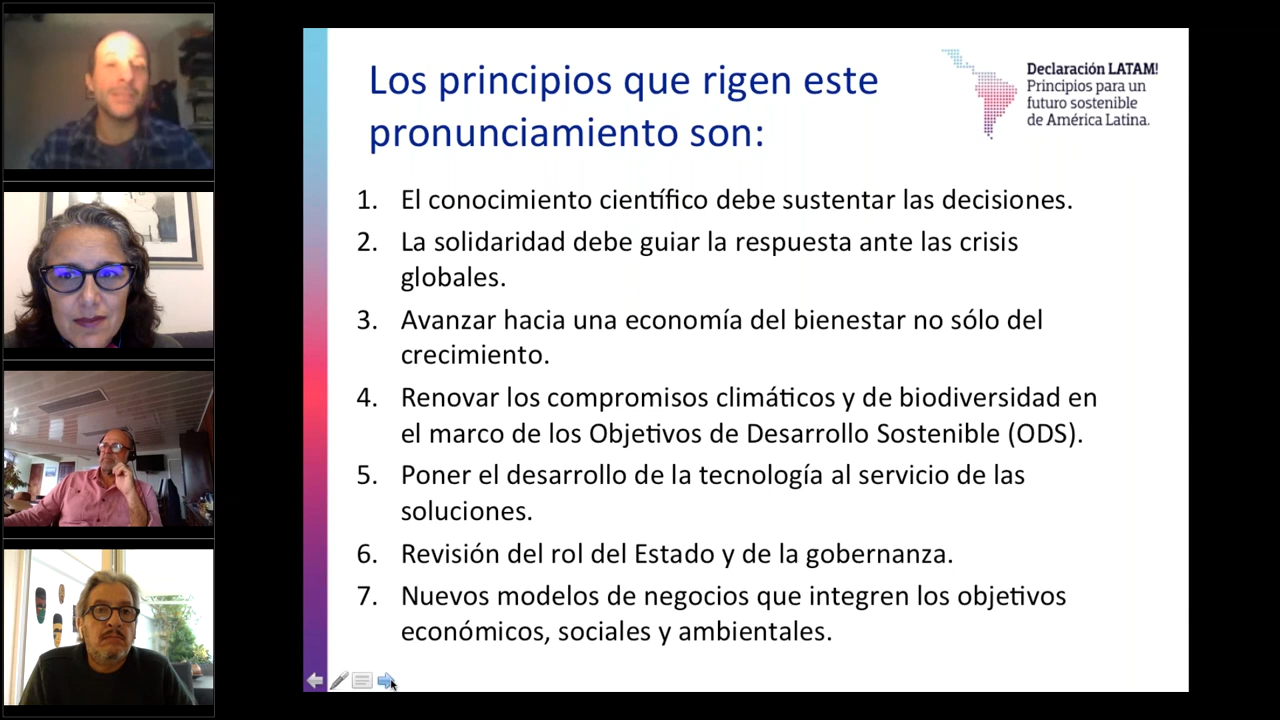 Los principios que rigen este
pronunciamiento son:
Declaración LATAM!
Principios para un
futuro sostenible
de América Latina.
1. El conocimiento científico debe sustentar las decisiones.
2. La solidaridad debe guiar la respuesta ante las crisis
globales.
3. Avanzar hacia una economía del bienestar no sólo del
crecimiento.
4. Renovar los compromisos climáticos y de biodiversidad en
el marco de los Objetivos de Desarrollo Sostenible (ODS).
5. Poner el desarrollo de la tecnología al servicio de las
soluciones.
6. Revisión del rol del Estado y de la gobernanza.
7. Nuevos modelos de negocios que integren los objetivos
económicos, sociales y ambientales.